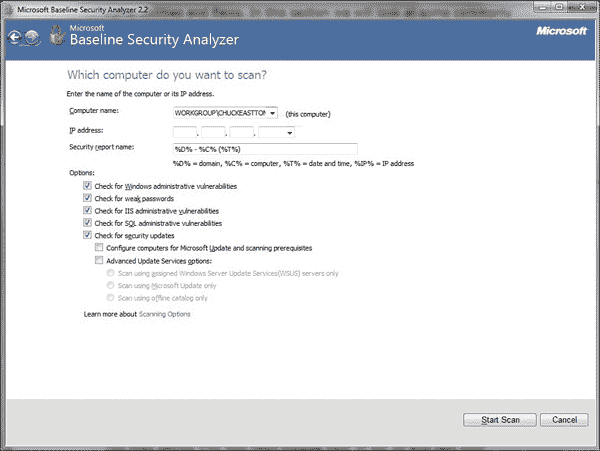 Microsoft Baseline Security Analyzer 2.2
Microsoft
Baseline Security Analyzer
Microsoft
Which computer do you want to scan?
Enter the name of the computer or its IP address.
Computer name: WORKGROUP\CHUCKEASTTOM (this computer)
IP address: . . .
Security report name: %D% - %C% (%T%)
%D% = domain, %C% = computer, %T% = date and time, %IP% = IP address
Options:
Check for Windows administrative vulnerabilities
Check for weak passwords
Check for IIS administrative vulnerabilities
Check for SQL administrative vulnerabilities
Check for security updates
Configure computers for Microsoft Update and scanning prerequisites
Advanced Update Services options:
Scan using assigned Windows Server Update Services(WSUS) servers only
Scan using Microsoft Update only
Scan using offline catalog only
Learn more about Scanning Options
Start Scan Cancel